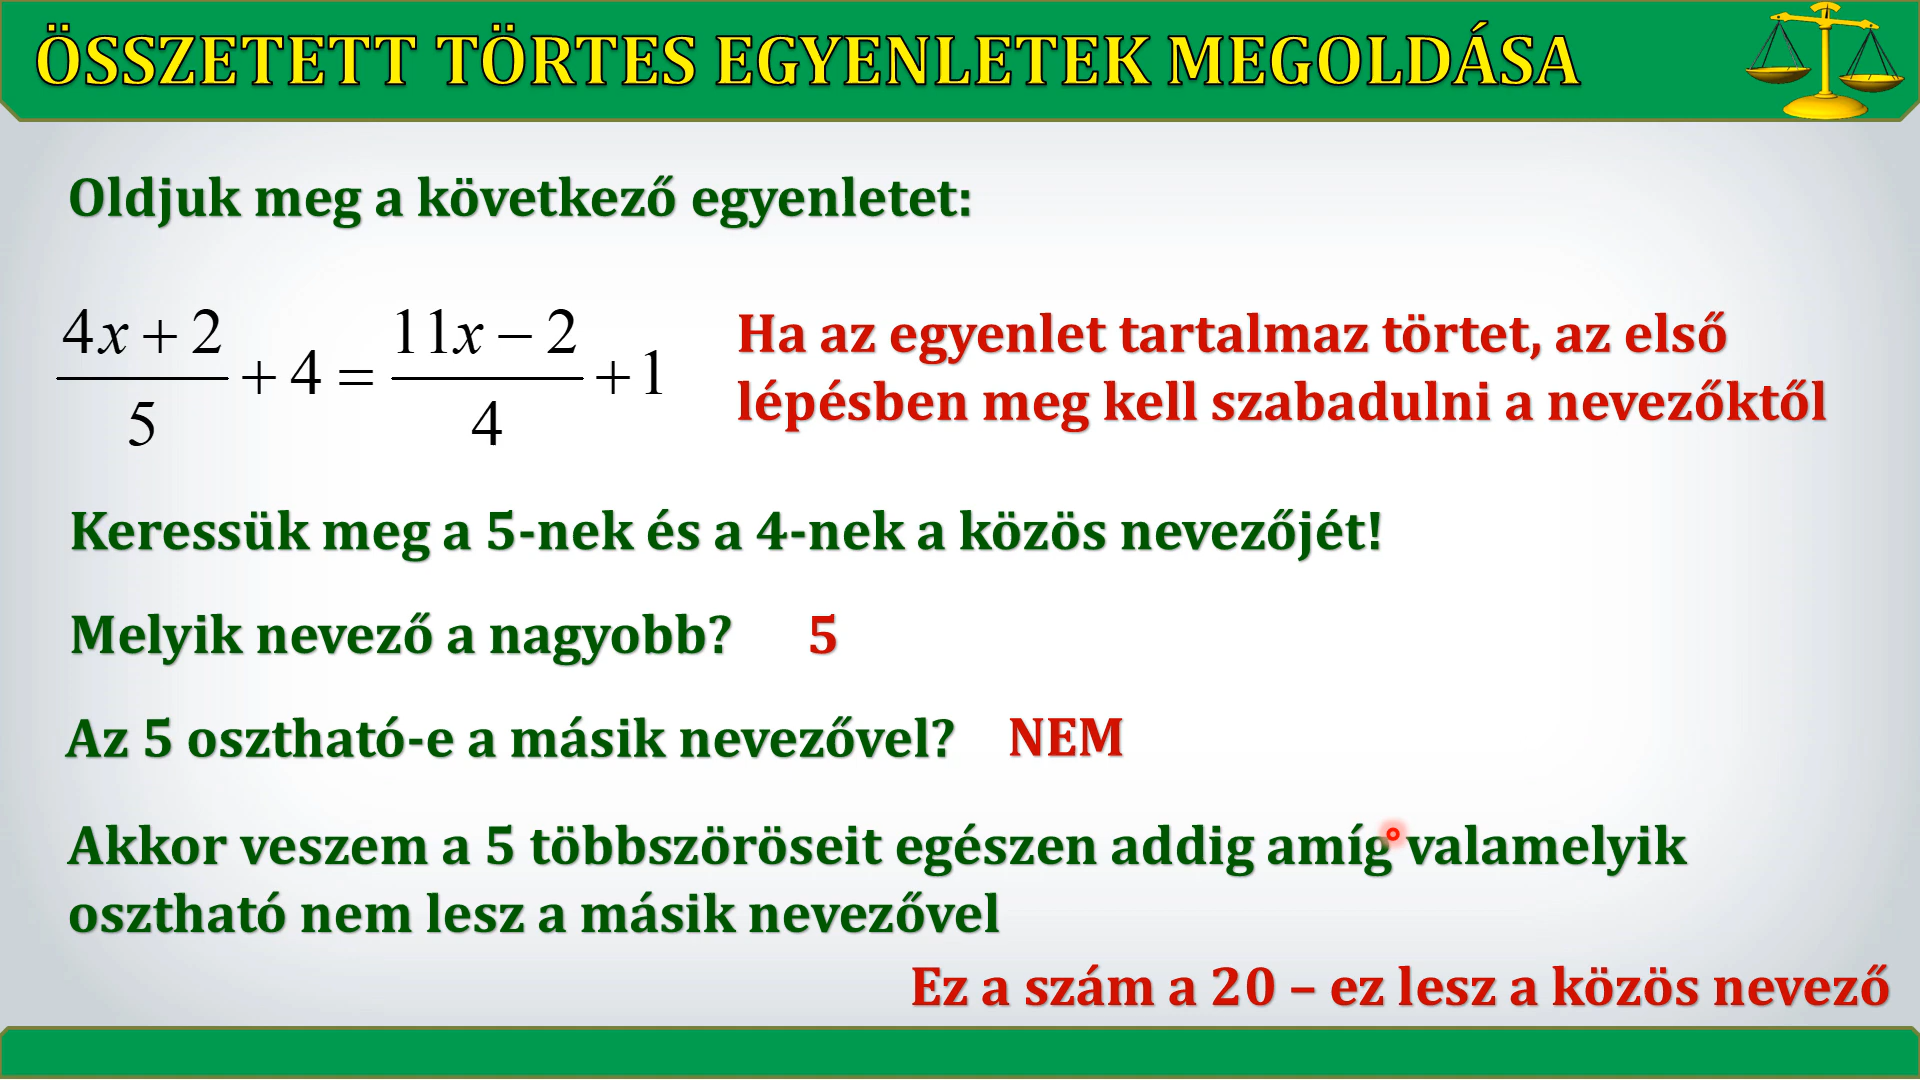 ÖSSZETETT TÖRTES EGYENLETEK MEGOLDÁSA
Oldjuk meg a következő egyenletet:
(4x + 2)/5 + 4 = (11x − 2)/4 + 1
Ha az egyenlet tartalmaz törtet, az első
lépésben meg kell szabadulni a nevezőktől
Keressük meg a 5-nek és a 4-nek a közös nevezőjét!
Melyik nevező a nagyobb? 5
Az 5 osztható-e a másik nevezővel? NEM
Akkor veszem a 5 többszöröseit egészen addig amíg valamelyik
osztható nem lesz a másik nevezővel
Ez a szám a 20 – ez lesz a közös nevező